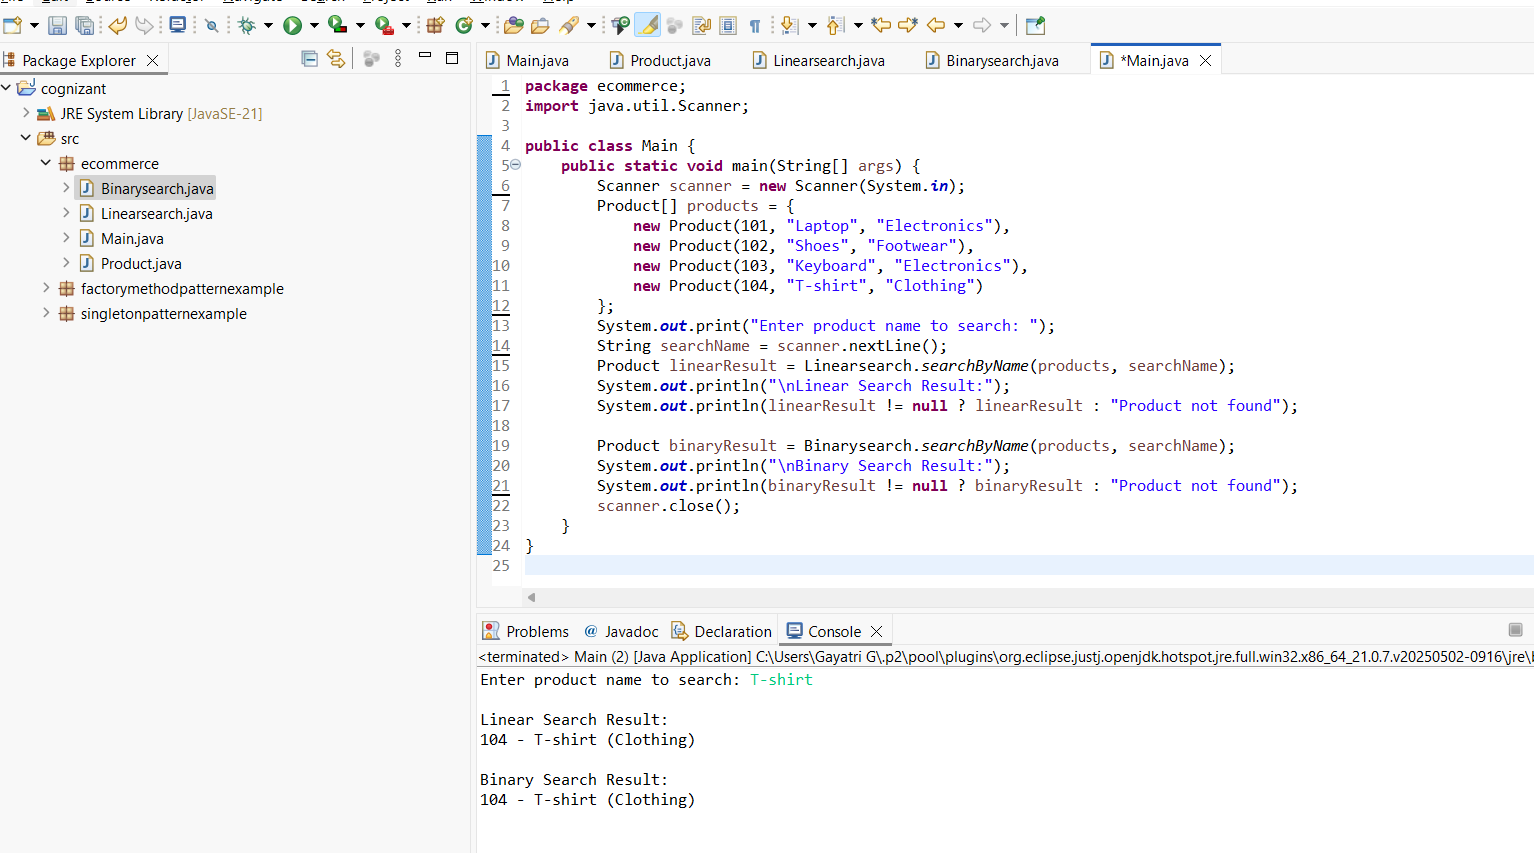 Package Explorer
cognizant
JRE System Library [JavaSE-21]
src
ecommerce
Binarysearch.java
Linearsearch.java
Main.java
Product.java
factorymethodpatternexample
singletonpatternexample
Main.java Product.java Linearsearch.java Binarysearch.java *Main.java
1 package ecommerce;
2 import java.util.Scanner;
3
4 public class Main {
5 public static void main(String[] args) {
6 Scanner scanner = new Scanner(System.in);
7 Product[] products = {
8 new Product(101, "Laptop", "Electronics"),
9 new Product(102, "Shoes", "Footwear"),
10 new Product(103, "Keyboard", "Electronics"),
11 new Product(104, "T-shirt", "Clothing")
12 };
13 System.out.print("Enter product name to search: ");
14 String searchName = scanner.nextLine();
15 Product linearResult = Linearsearch.searchByName(products, searchName);
16 System.out.println("\nLinear Search Result:");
17 System.out.println(linearResult != null ? linearResult : "Product not found");
18
19 Product binaryResult = Binarysearch.searchByName(products, searchName);
20 System.out.println("\nBinary Search Result:");
21 System.out.println(binaryResult != null ? binaryResult : "Product not found");
22 scanner.close();
23 }
24 }
25
Problems @ Javadoc Declaration Console
<terminated> Main (2) [Java Application] C:\Users\Gayatri G\.p2\pool\plugins\org.eclipse.justj.openjdk.hotspot.jre.full.win32.x86_64_21.0.7.v20250502-0916\jre\
Enter product name to search: T-shirt
Linear Search Result:
104 - T-shirt (Clothing)
Binary Search Result:
104 - T-shirt (Clothing)